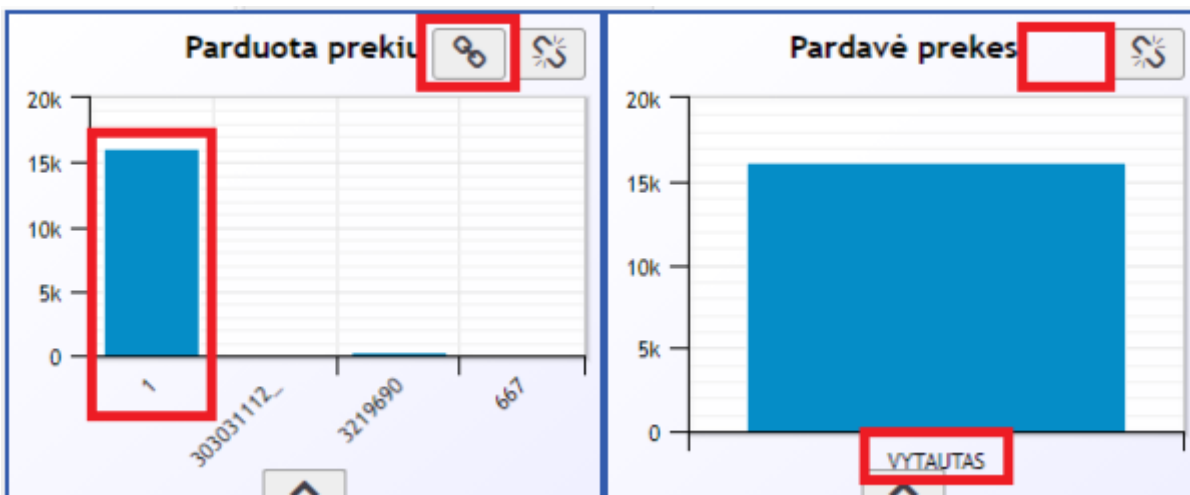 Parduota prekiu
20k
15k
10k
5k
0
1
303031112_
3219690
667
Pardavė prekes
20k
15k
10k
5k
0
VYTAUTAS